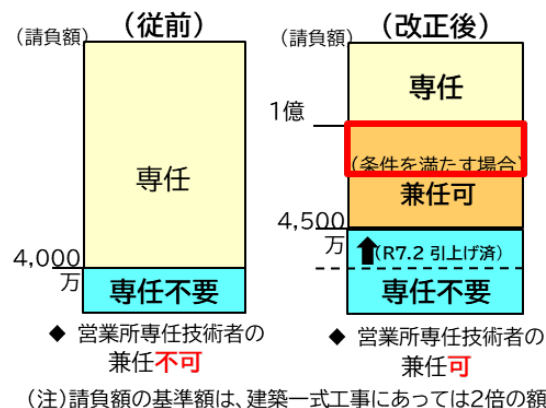 （従前）
（請負額）
専任
4,000
万
専任不要
◆ 営業所専任技術者の
兼任不可
（改正後）
（請負額）
専任
1億
（条件を満たす場合）
兼任可
4,500
万
（R7.2 引上げ済）
専任不要
◆ 営業所専任技術者の
兼任可
（注）請負額の基準額は、建築一式工事にあっては2倍の額